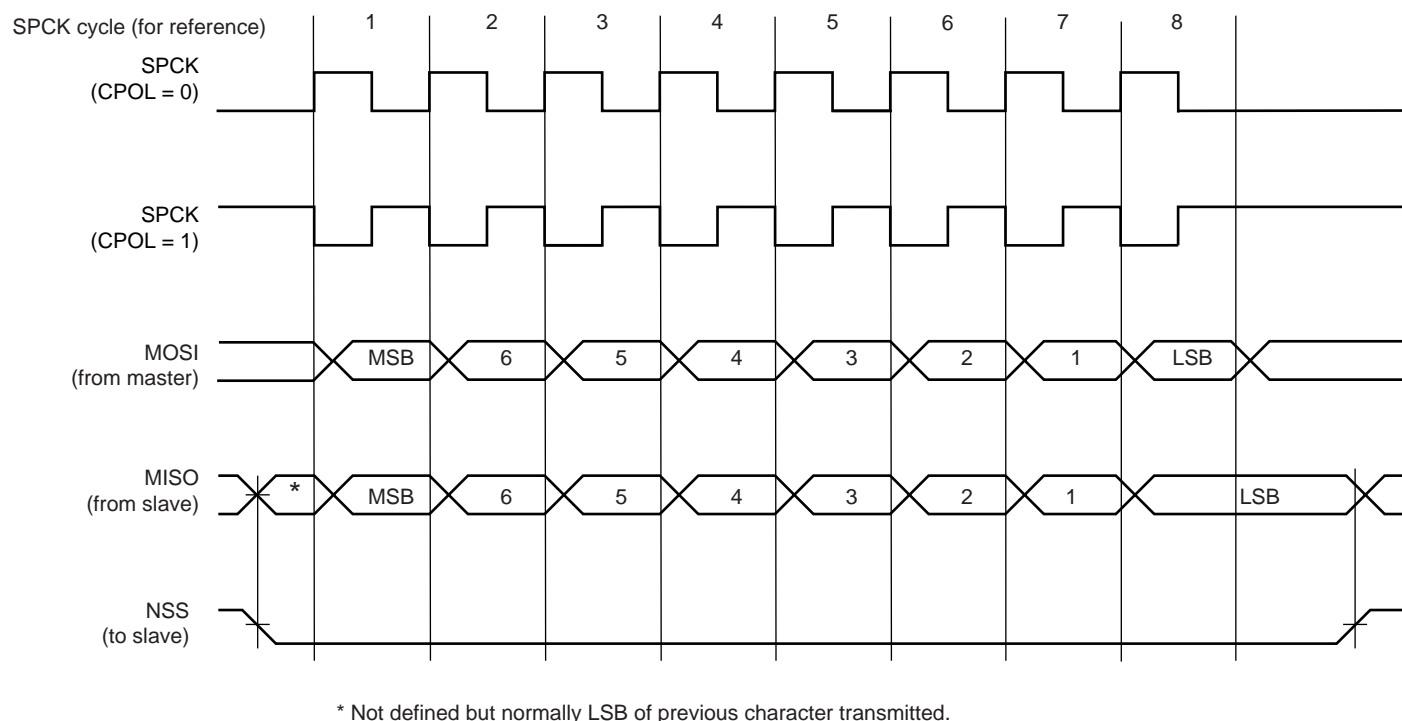 SPCK cycle (for reference) 1 2 3 4 5 6 7 8
SPCK
(CPOL = 0)
SPCK
(CPOL = 1)
MOSI
(from master)
MSB 6 5 4 3 2 1 LSB
MISO
(from slave)
* MSB 6 5 4 3 2 1 LSB
NSS
(to slave)
* Not defined but normally LSB of previous character transmitted.